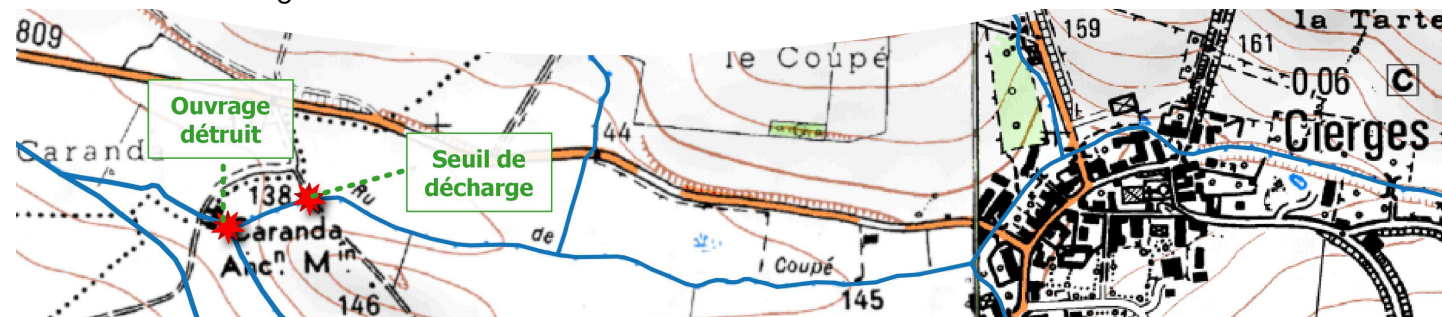 809
le Coupé
159
la Tarte
161
0,06
C
Ouvrage
détruit
44
Cierges
Caranda
Seuil de
décharge
138
Ru
de
Coupé
Caranda
Ancⁿ Mⁱⁿ
146
145